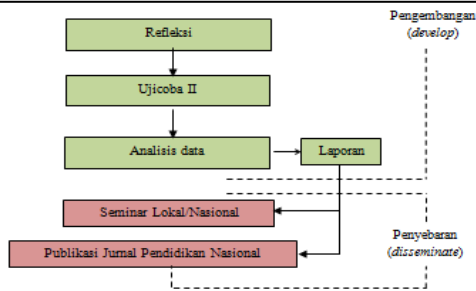 Pengembangan
(develop)
Refleksi
Ujicoba II
Analisis data
Laporan
Seminar Lokal/Nasional
Publikasi Jurnal Pendidikan Nasional
Penyebaran
(disseminate)